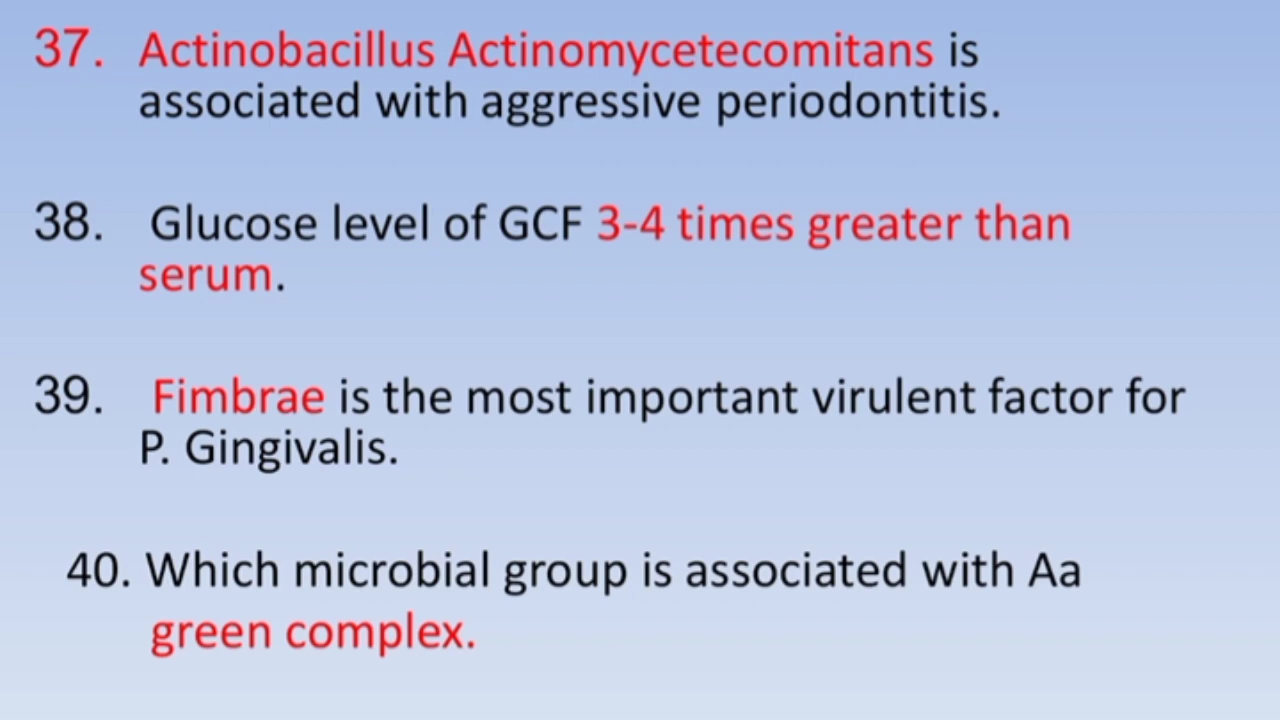 37. Actinobacillus Actinomycetecomitans is
associated with aggressive periodontitis.
38. Glucose level of GCF 3-4 times greater than
serum.
39. Fimbrae is the most important virulent factor for
P. Gingivalis.
40. Which microbial group is associated with Aa
green complex.